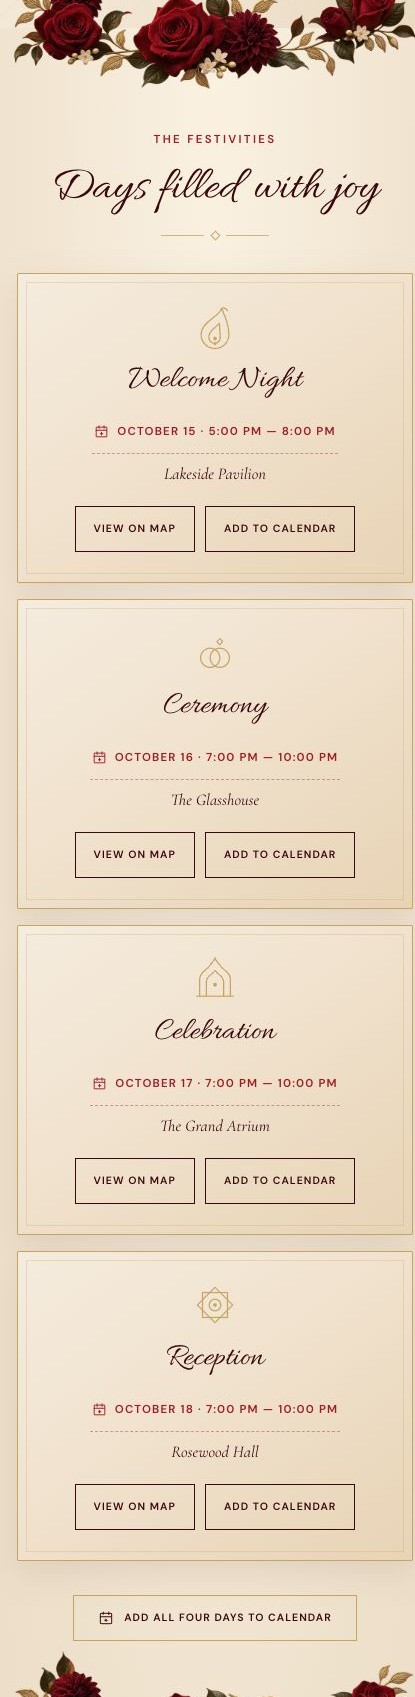 THE FESTIVITIES
Days filled with joy
Welcome Night
OCTOBER 15 · 5:00 PM — 8:00 PM
Lakeside Pavilion
VIEW ON MAP
ADD TO CALENDAR
Ceremony
OCTOBER 16 · 7:00 PM — 10:00 PM
The Glasshouse
VIEW ON MAP
ADD TO CALENDAR
Celebration
OCTOBER 17 · 7:00 PM — 10:00 PM
The Grand Atrium
VIEW ON MAP
ADD TO CALENDAR
Reception
OCTOBER 18 · 7:00 PM — 10:00 PM
Rosewood Hall
VIEW ON MAP
ADD TO CALENDAR
ADD ALL FOUR DAYS TO CALENDAR